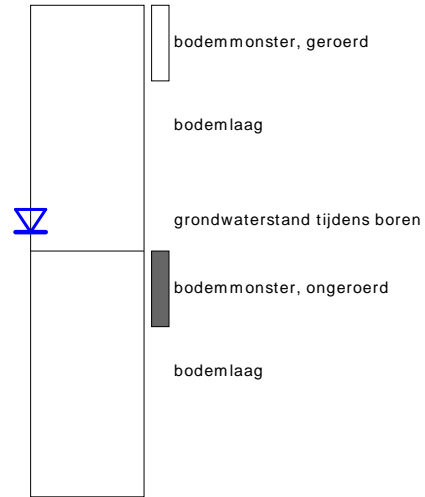 bodemmonster, geroerd
bodemlaag
grondwaterstand tijdens boren
bodemmonster, ongeroerd
bodemlaag